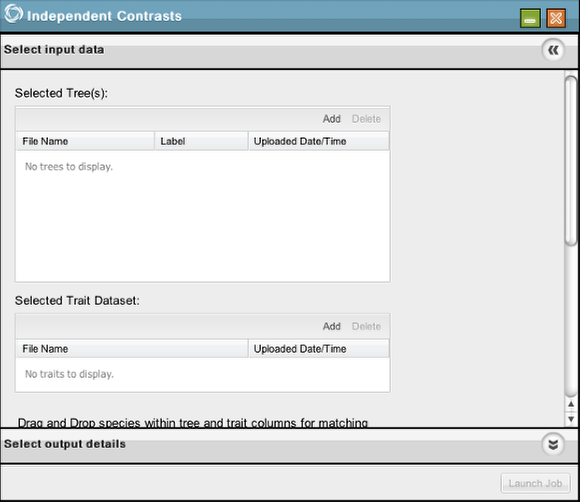 Independent Contrasts
Select input data
Selected Tree(s):
Add Delete
File Name Label Uploaded Date/Time
No trees to display.
Selected Trait Dataset:
Add Delete
File Name Uploaded Date/Time
No traits to display.
Drag and Drop species within tree and trait columns for matching
Select output details
Launch Job